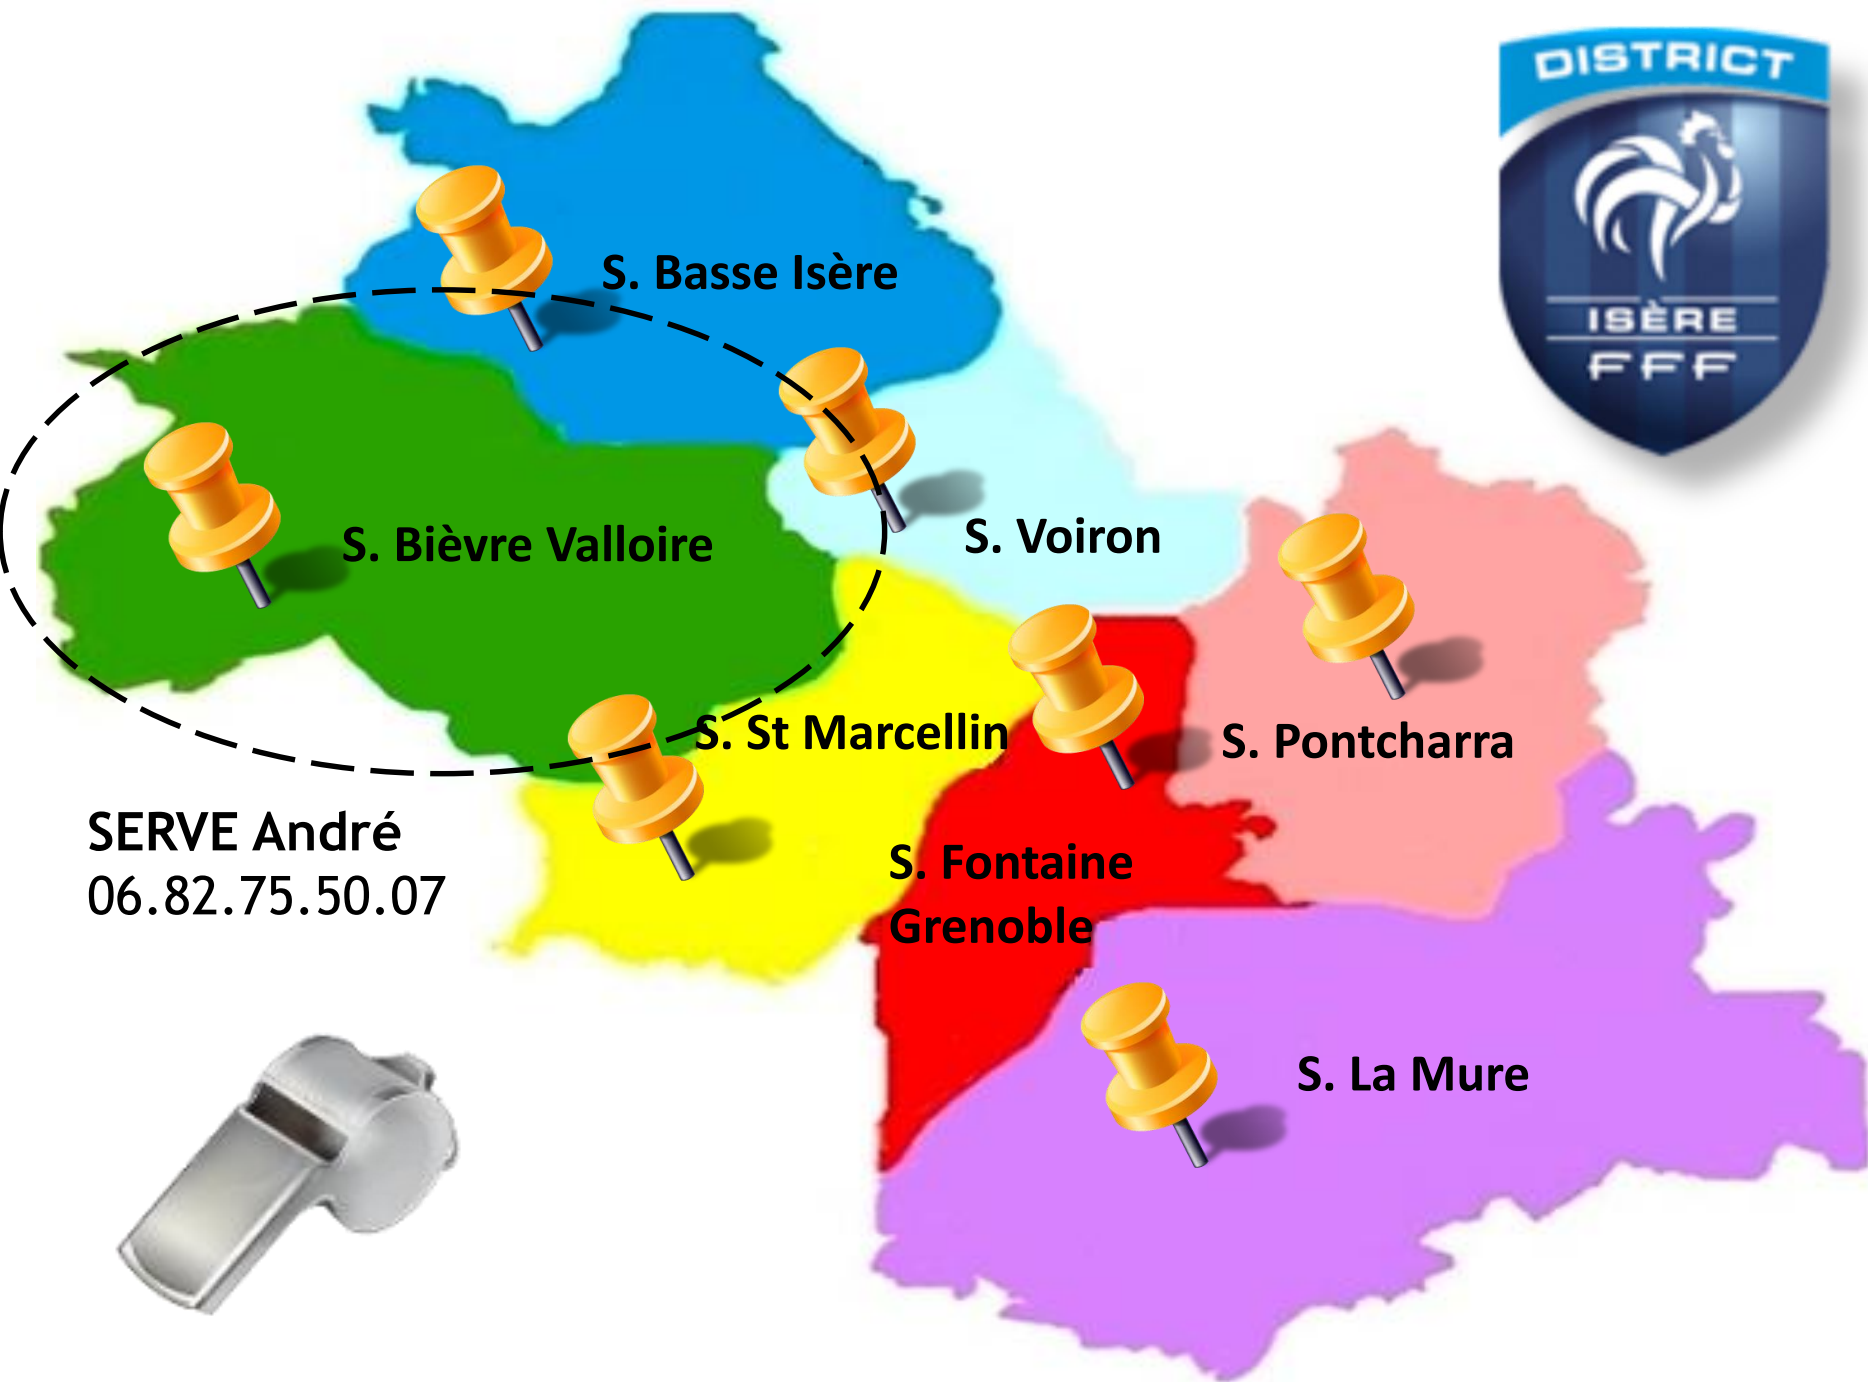 DISTRICT
ISÈRE
FFF
S. Basse Isère
S. Voiron
S. Bièvre Valloire
S. St Marcellin
S. Pontcharra
SERVE André
06.82.75.50.07
S. Fontaine
Grenoble
S. La Mure